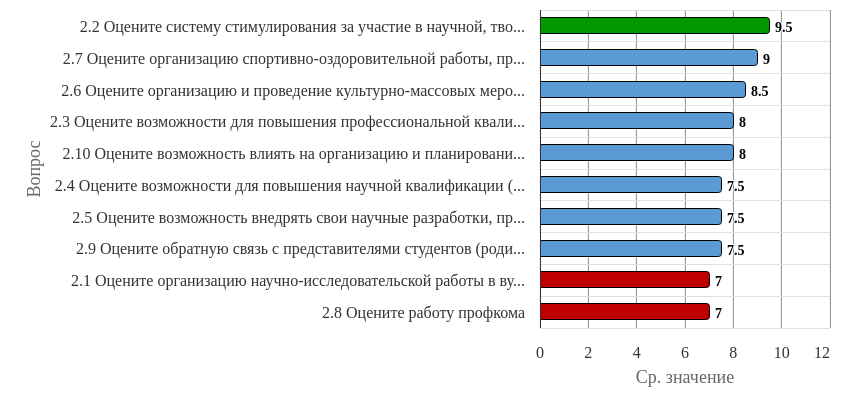 2.2 Оцените систему стимулирования за участие в научной, тво... 9.5
2.7 Оцените организацию спортивно-оздоровительной работы, пр... 9
2.6 Оцените организацию и проведение культурно-массовых меро... 8.5
2.3 Оцените возможности для повышения профессиональной квали... 8
2.10 Оцените возможность влиять на организацию и планировани... 8
2.4 Оцените возможности для повышения научной квалификации (... 7.5
2.5 Оцените возможность внедрять свои научные разработки, пр... 7.5
2.9 Оцените обратную связь с представителями студентов (роди... 7.5
2.1 Оцените организацию научно-исследовательской работы в ву... 7
2.8 Оцените работу профкома 7
Вопрос
0 2 4 6 8 10 12
Ср. значение